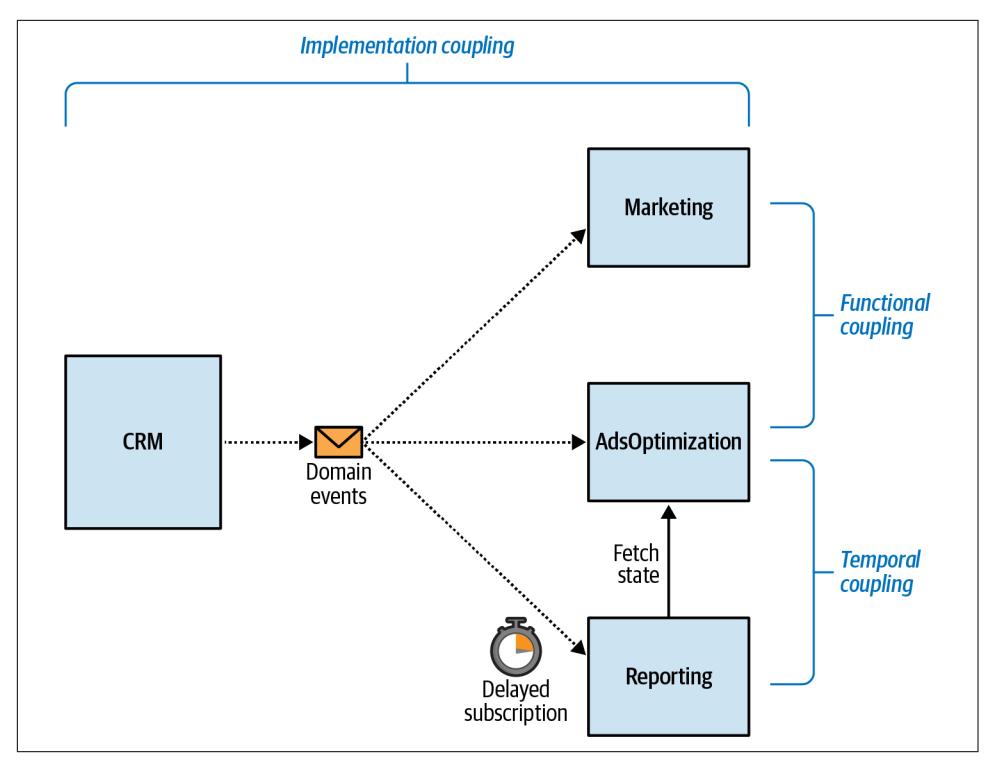 Implementation coupling
Marketing
Functional
coupling
CRM
Domain
events
AdsOptimization
Fetch
state
Temporal
coupling
Delayed
subscription
Reporting